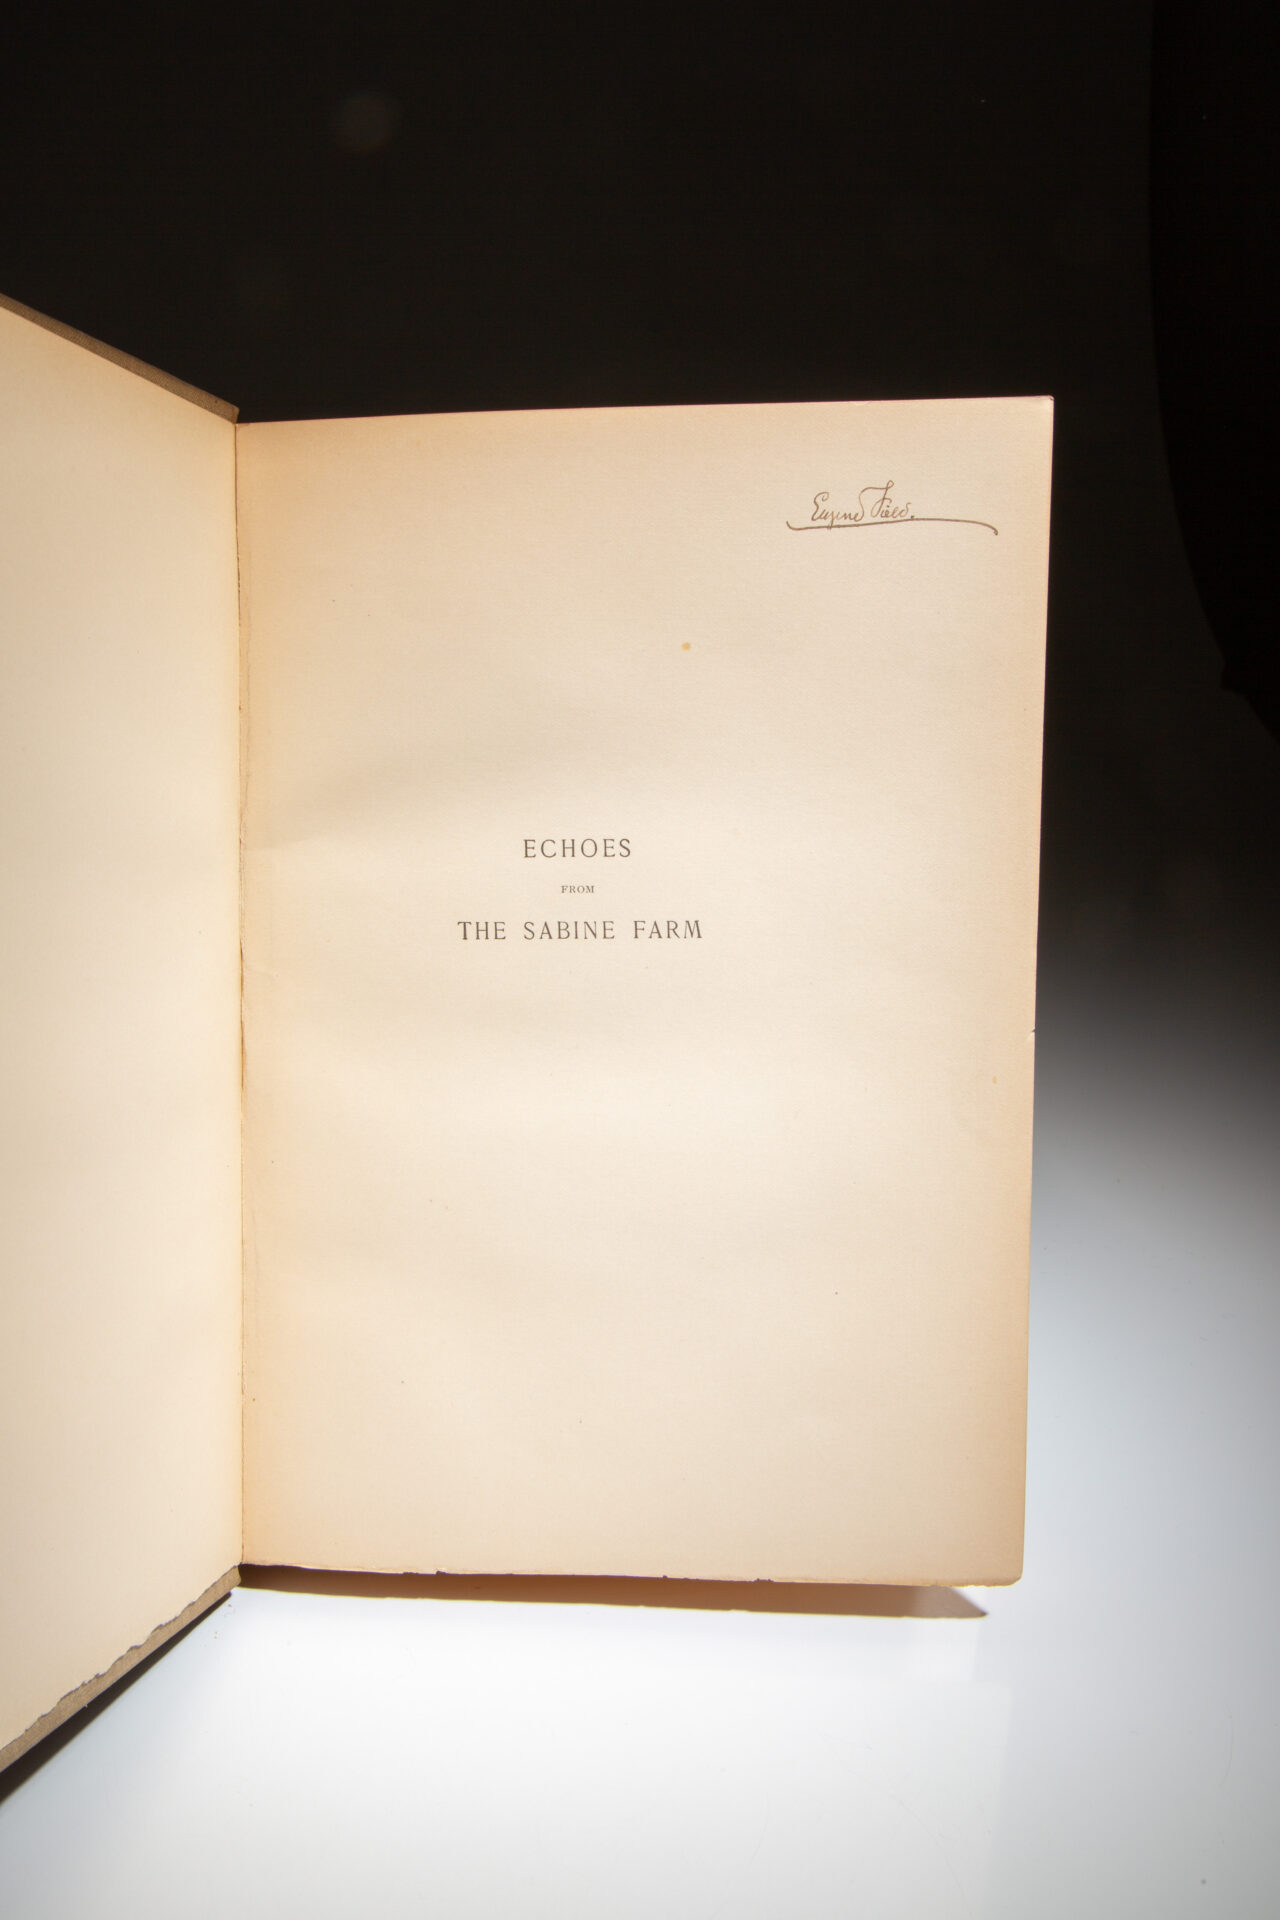 Eugene Field.
ECHOES
FROM
THE SABINE FARM